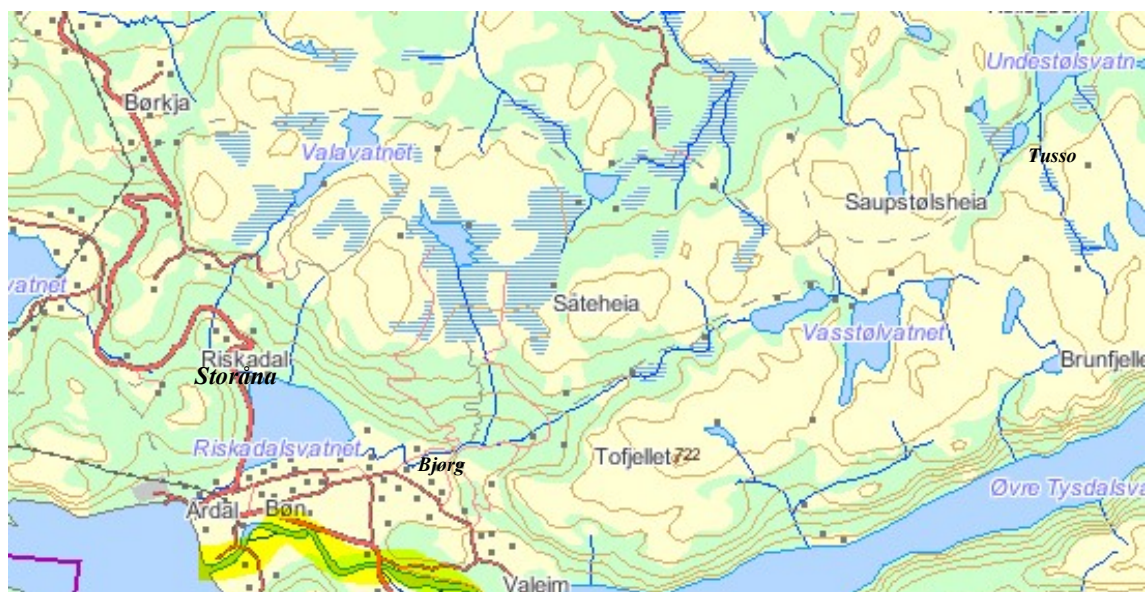 Undestølsvatn
Børkja
Valavatnet
Tusso
Saupstølsheia
vatnet
Såteheia
Vasstølvatnet
Riskadal
Storåna
Brunfjelle
Riskadalsvatnet
Bjørg
Tofjellet 722
Øvre Tysdalsva
Årdal
Bøn
Valeim